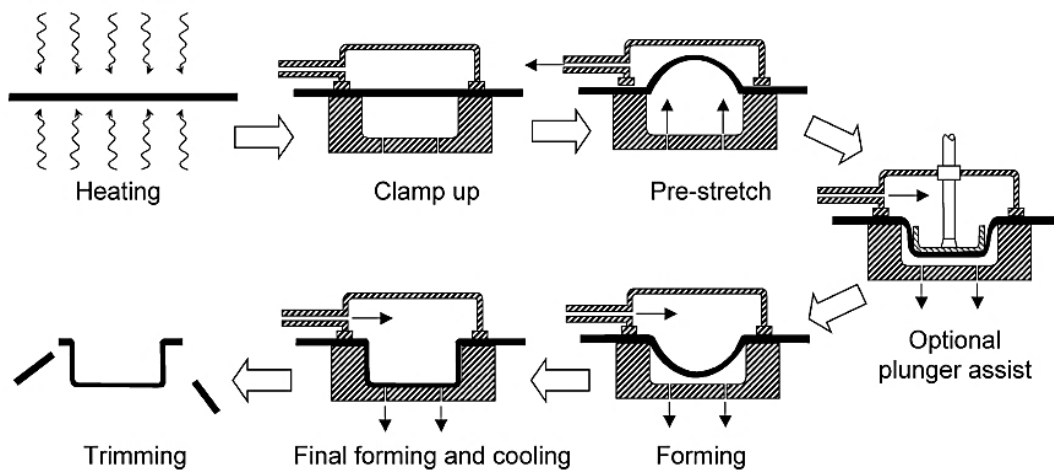 Heating
Clamp up
Pre-stretch
Optional
plunger assist
Forming
Final forming and cooling
Trimming